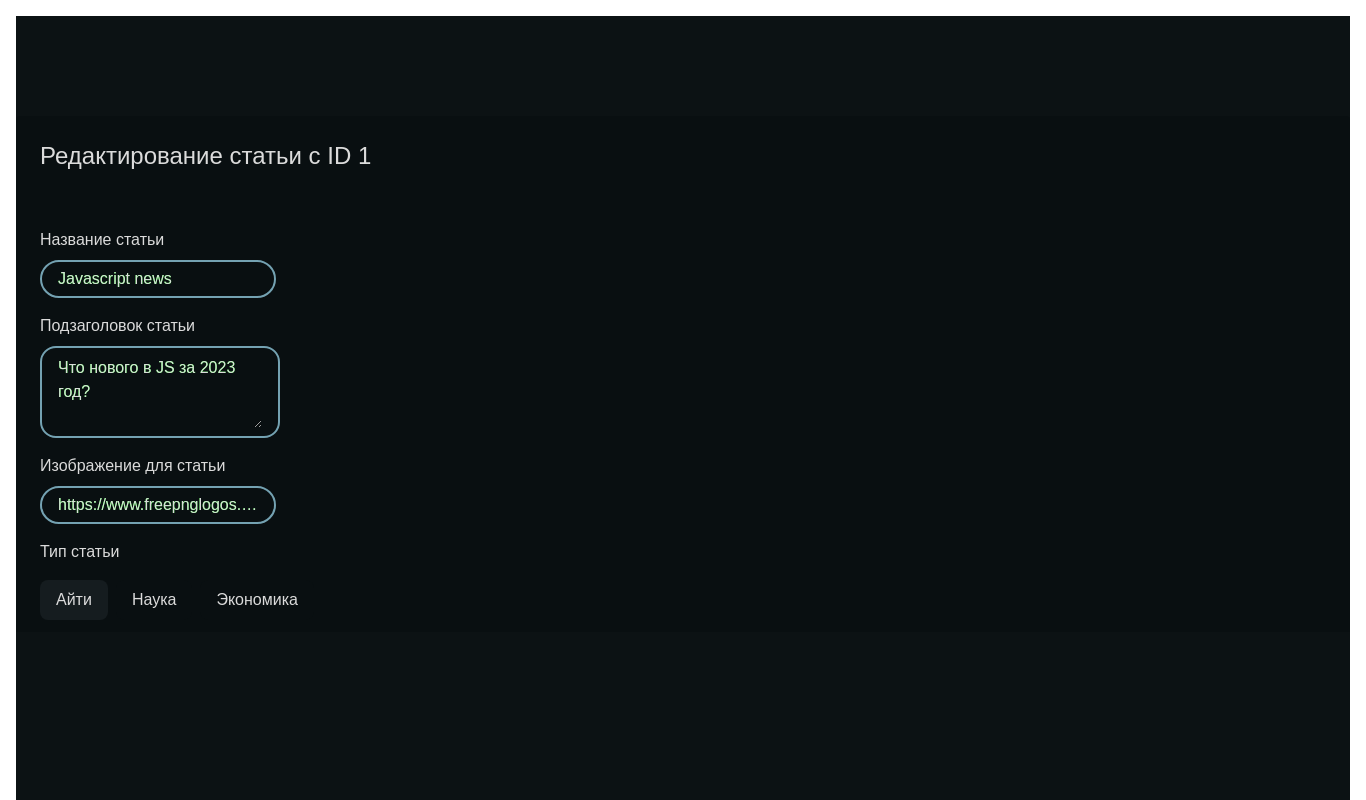 Редактирование статьи с ID 1
Название статьи
Javascript news
Подзаголовок статьи
Что нового в JS за 2023
год?
Изображение для статьи
https://www.freepnglogos.…
Тип статьи
Айти Наука Экономика